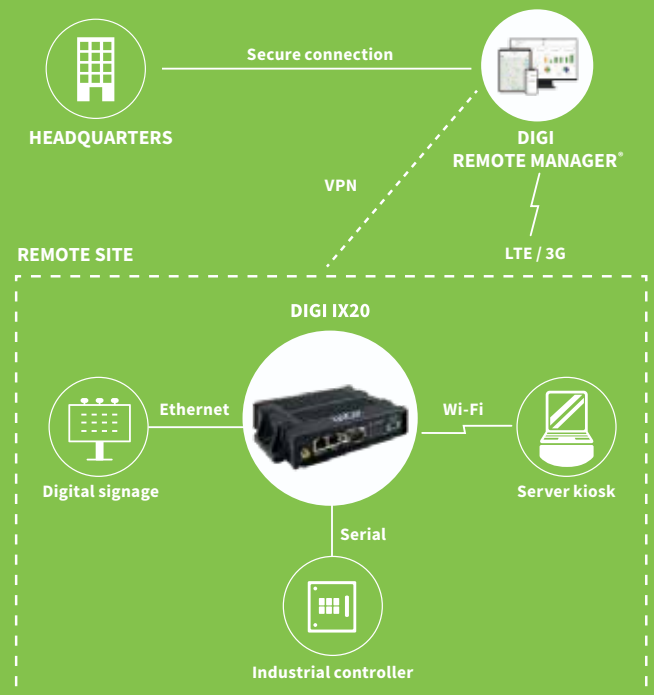 Secure connection
HEADQUARTERS
DIGI
REMOTE MANAGER®
VPN
REMOTE SITE
LTE / 3G
DIGI IX20
Ethernet
Wi-Fi
Digital signage
Server kiosk
Serial
Industrial controller